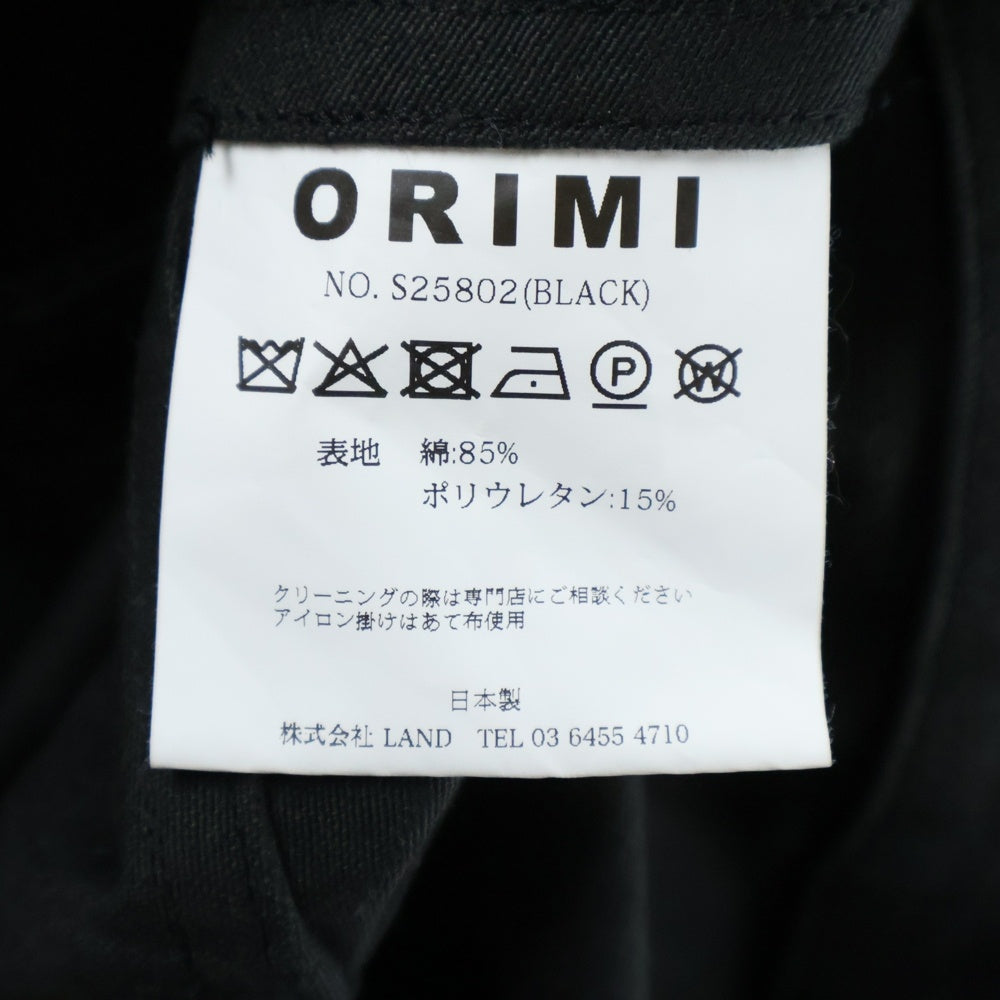 ORIMI
NO. S25802(BLACK)
P W
表地 綿:85%
ポリウレタン:15%
クリーニングの際は専門店にご相談ください
アイロン掛けはあて布使用
日本製
株式会社 LAND TEL 03 6455 4710